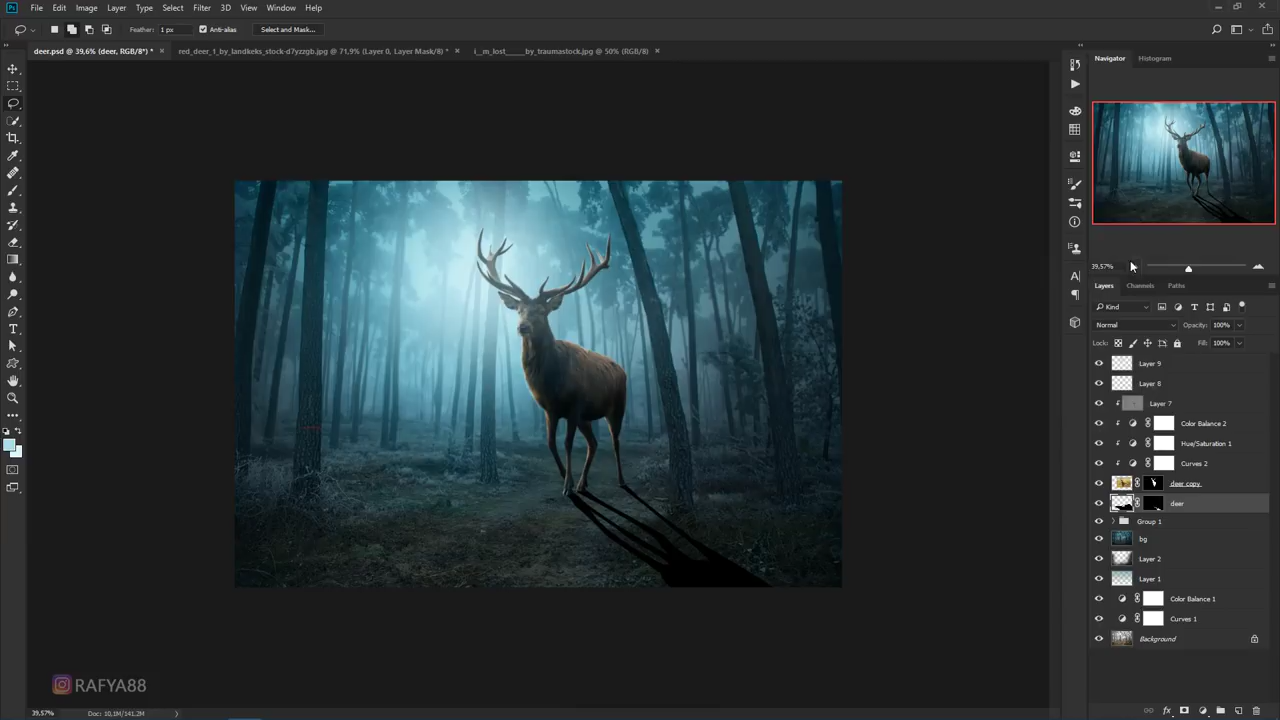 Ps File Edit Image Layer Type Select Filter 3D View Window Help
Feather: 1 px Anti-alias Select and Mask...
deer.psd @ 39,6% (deer, RGB/8*) * × red_deer_1_by_landkeks_stock-d7yzzgb.jpg @ 71,9% (Layer 0, Layer Mask/8) * × i__m_lost_____by_traumastock.jpg @ 50% (RGB/8) ×
Navigator Histogram
39,57%
Layers Channels Paths
Kind
Normal Opacity: 100%
Lock: Fill: 100%
Layer 9
Layer 8
Layer 7
Color Balance 2
Hue/Saturation 1
Curves 2
deer copy
deer
Group 1
bg
Layer 2
Layer 1
Color Balance 1
Curves 1
Background
RAFYA88
39,57% Doc: 10,1M/141,2M